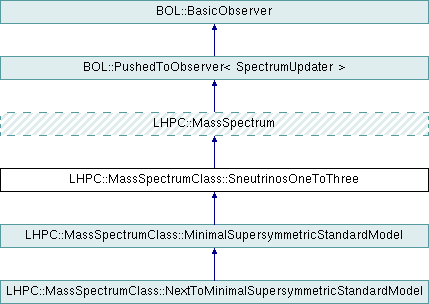 BOL::BasicObserver
BOL::PushedToObserver< SpectrumUpdater >
LHPC::MassSpectrum
LHPC::MassSpectrumClass::SneutrinosOneToThree
LHPC::MassSpectrumClass::MinimalSupersymmetricStandardModel
LHPC::MassSpectrumClass::NextToMinimalSupersymmetricStandardModel